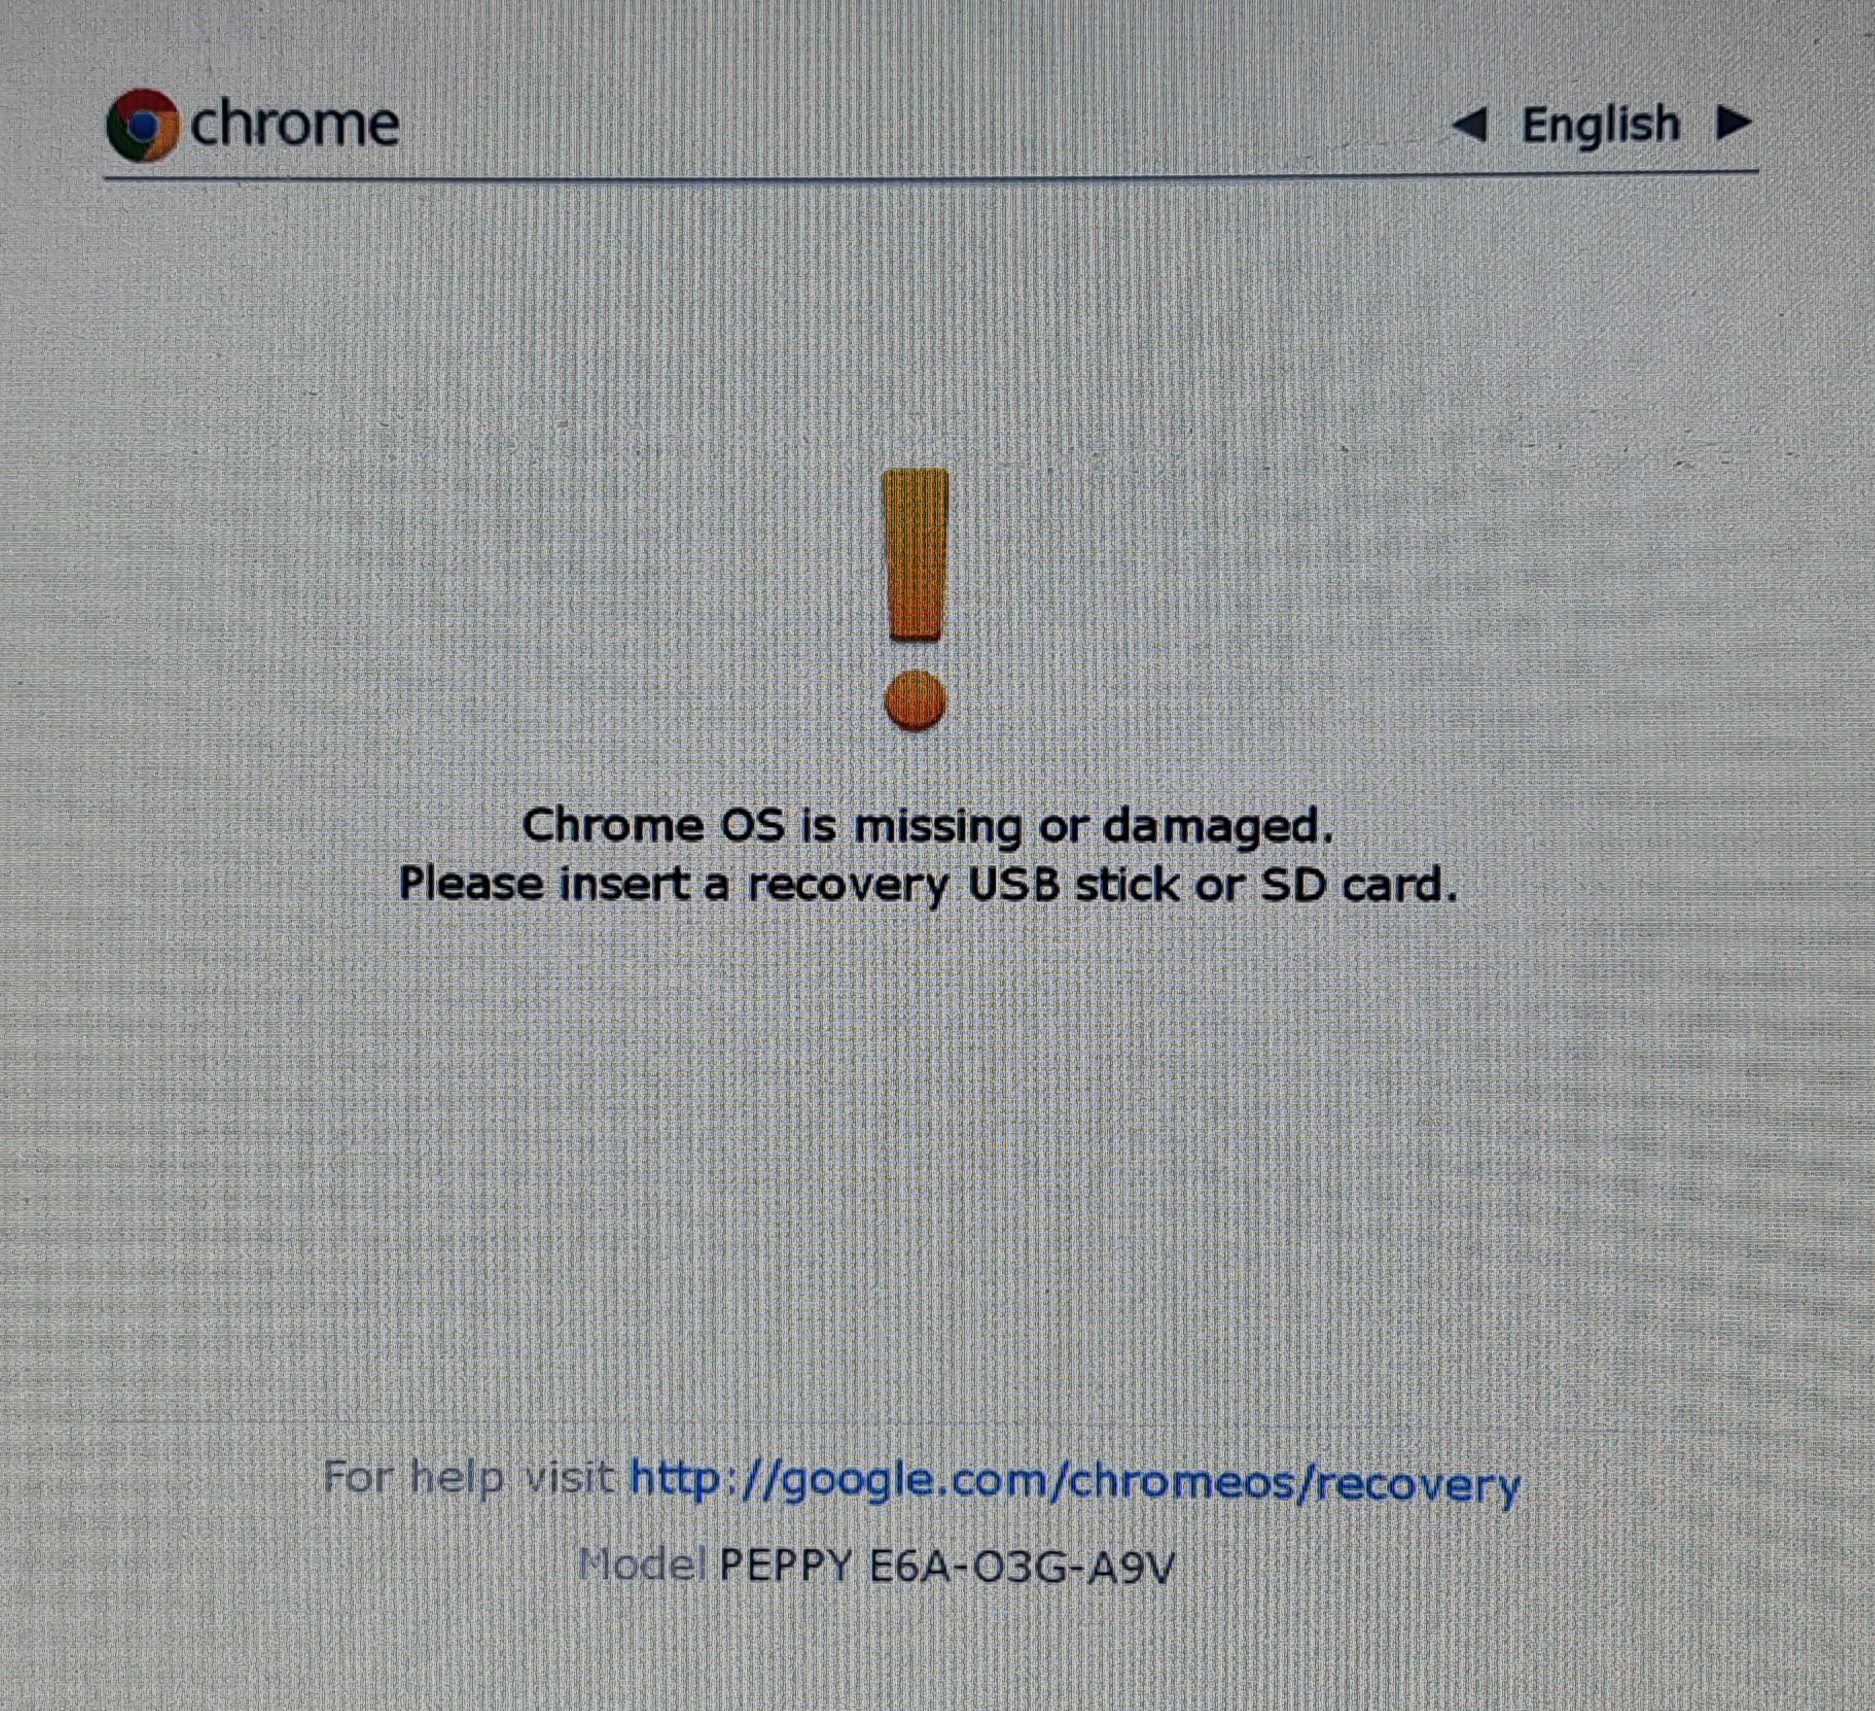 chrome
◀ English ▶
Chrome OS is missing or damaged.
Please insert a recovery USB stick or SD card.
For help visit http://google.com/chromeos/recovery
Model PEPPY E6A-O3G-A9V